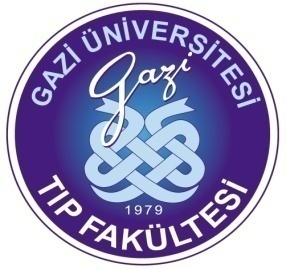 GAZİ ÜNİVERSİTESİ
Gazi
1979
TIP FAKÜLTESİ